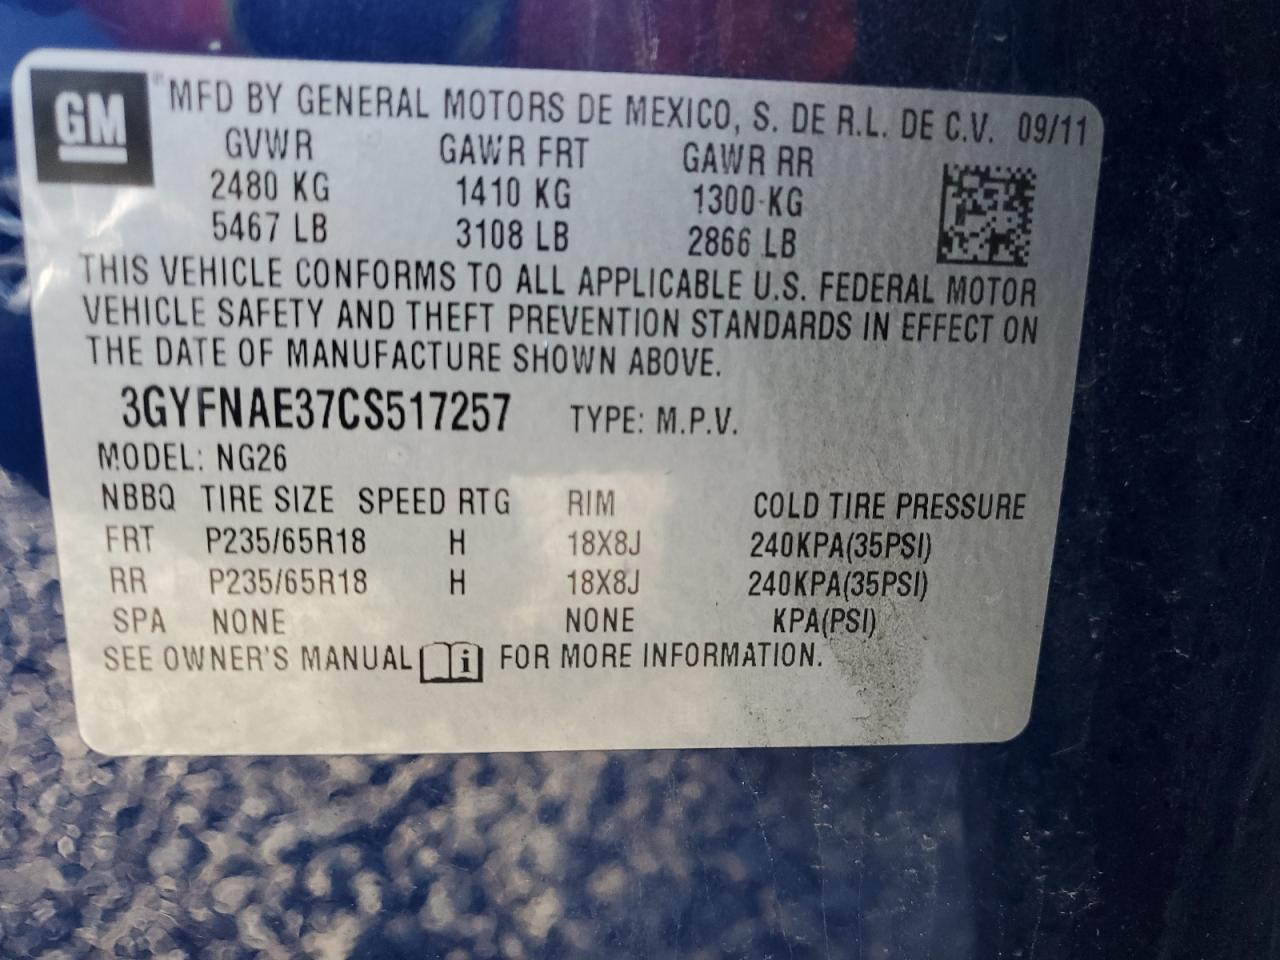 GM
® MFD BY GENERAL MOTORS DE MEXICO, S. DE R.L. DE C.V. 09/11
GVWR GAWR FRT GAWR RR
2480 KG 1410 KG 1300 KG
5467 LB 3108 LB 2866 LB
THIS VEHICLE CONFORMS TO ALL APPLICABLE U.S. FEDERAL MOTOR
VEHICLE SAFETY AND THEFT PREVENTION STANDARDS IN EFFECT ON
THE DATE OF MANUFACTURE SHOWN ABOVE.
3GYFNAE37CS517257 TYPE: M.P.V.
MODEL: NG26
NBBQ TIRE SIZE SPEED RTG RIM COLD TIRE PRESSURE
FRT P235/65R18 H 18X8J 240KPA(35PSI)
RR P235/65R18 H 18X8J 240KPA(35PSI)
SPA NONE NONE KPA(PSI)
SEE OWNER'S MANUAL i FOR MORE INFORMATION.